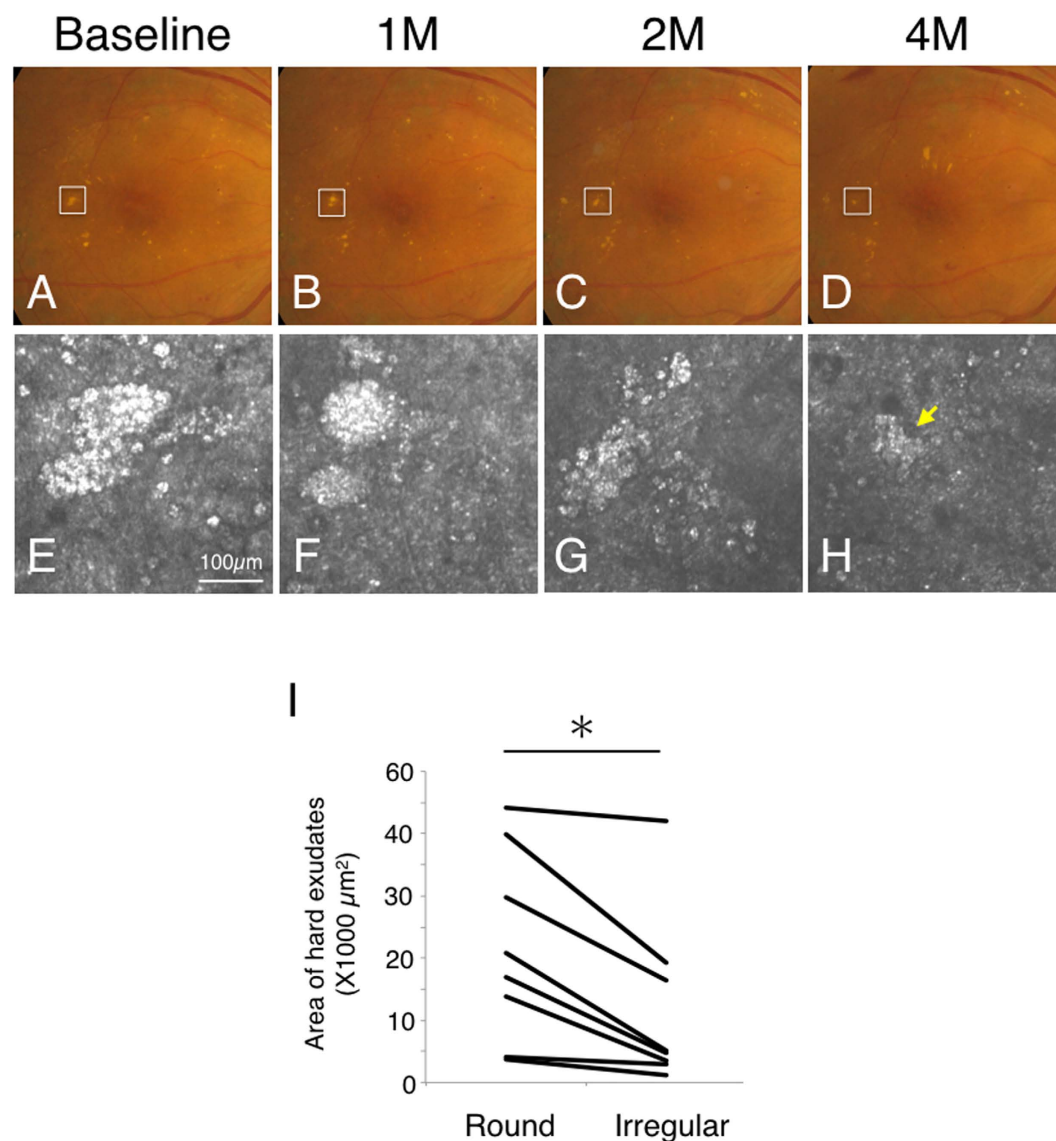 Baseline 1M 2M 4M
A B C D
E F G H
100μm
I
*
Area of hard exudates
(X1000 μm²)
60
40
30
20
10
0
Round Irregular